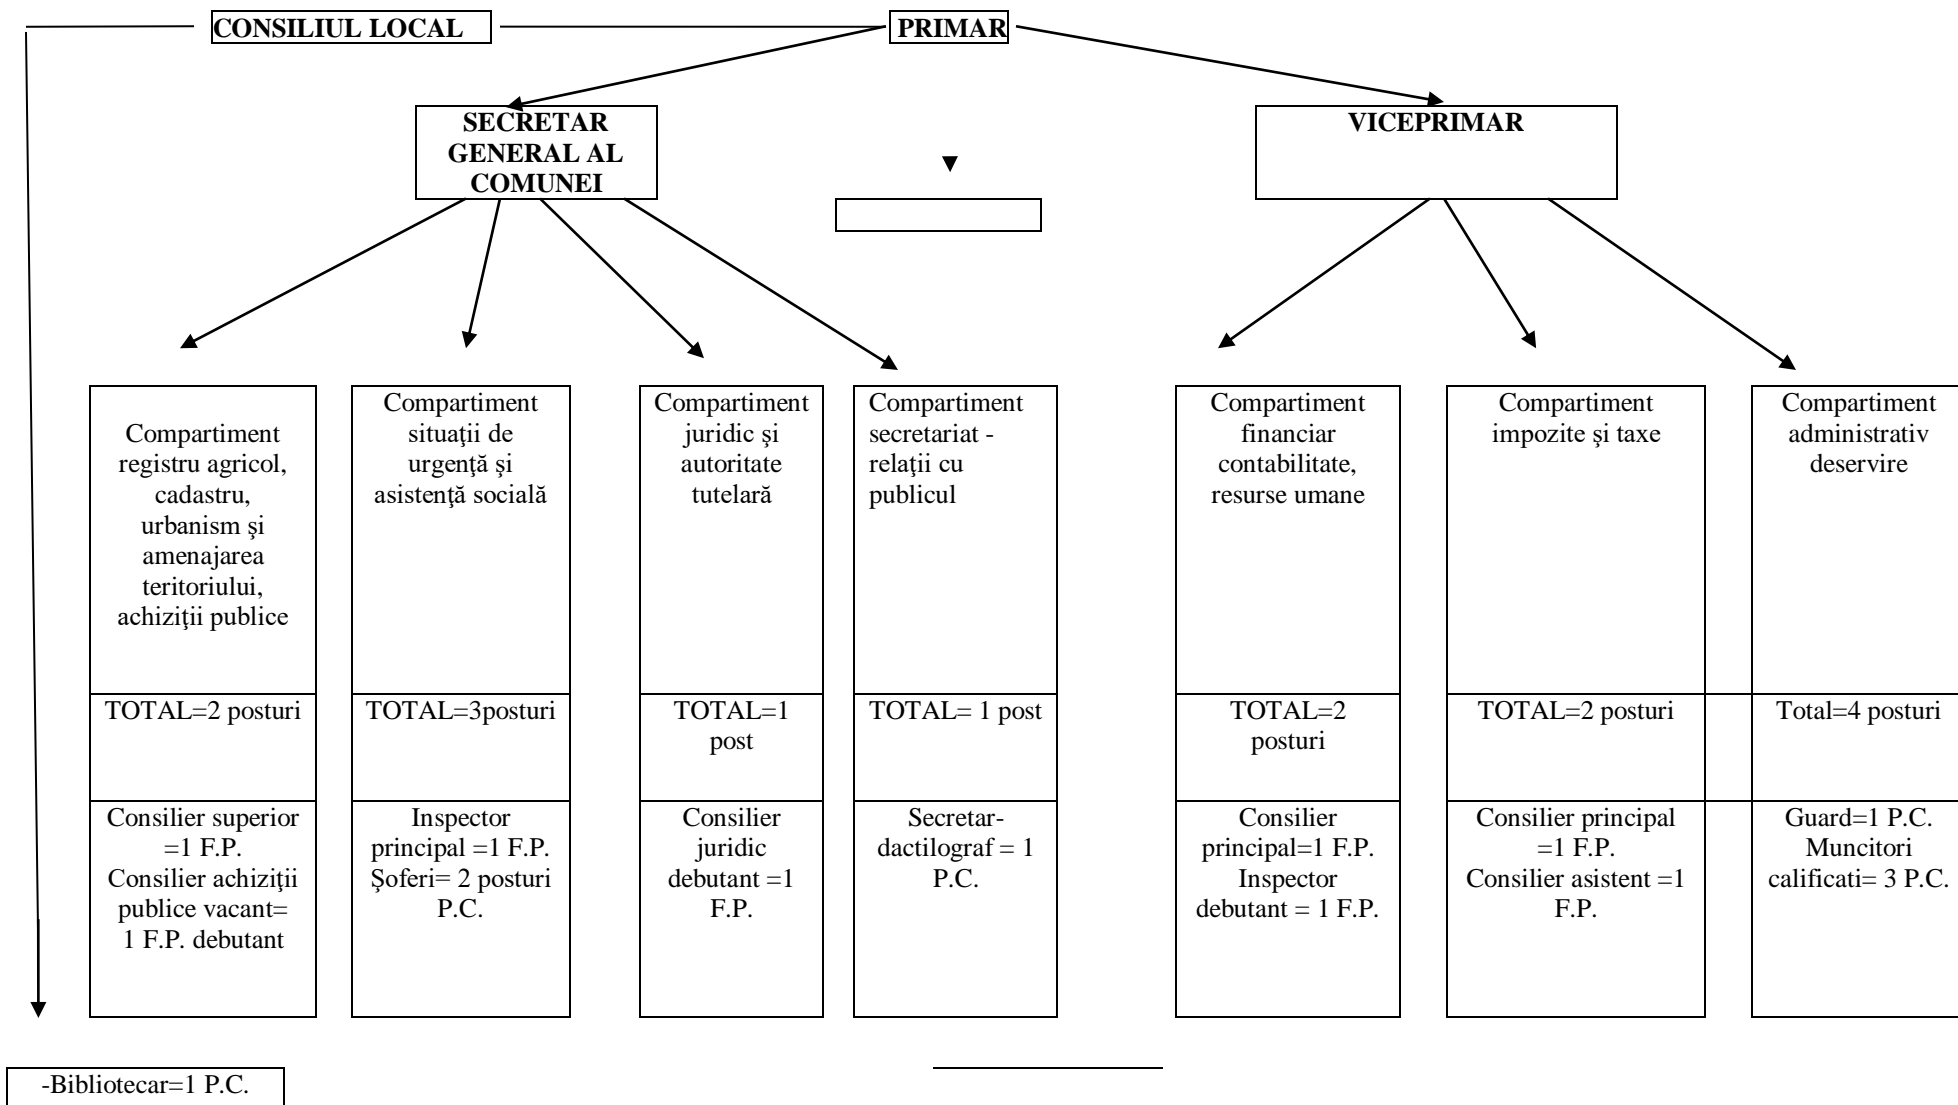 CONSILIUL LOCAL
PRIMAR
SECRETAR
GENERAL AL
COMUNEI
VICEPRIMAR
Compartiment
registru agricol,
cadastru,
urbanism şi
amenajarea
teritoriului,
achiziţii publice
TOTAL=2 posturi
Consilier superior
=1 F.P.
Consilier achiziţii
publice vacant=
1 F.P. debutant
Compartiment
situaţii de
urgenţă şi
asistenţă socială
TOTAL=3posturi
Inspector
principal =1 F.P.
Şoferi= 2 posturi
P.C.
Compartiment
juridic şi
autoritate
tutelară
TOTAL=1
post
Consilier
juridic
debutant =1
F.P.
Compartiment
secretariat -
relaţii cu
publicul
TOTAL= 1 post
Secretar-
dactilograf = 1
P.C.
Compartiment
financiar
contabilitate,
resurse umane
TOTAL=2
posturi
Consilier
principal=1 F.P.
Inspector
debutant = 1 F.P.
Compartiment
impozite şi taxe
TOTAL=2 posturi
Consilier principal
=1 F.P.
Consilier asistent =1
F.P.
Compartiment
administrativ
deservire
Total=4 posturi
Guard=1 P.C.
Muncitori
calificati= 3 P.C.
-Bibliotecar=1 P.C.